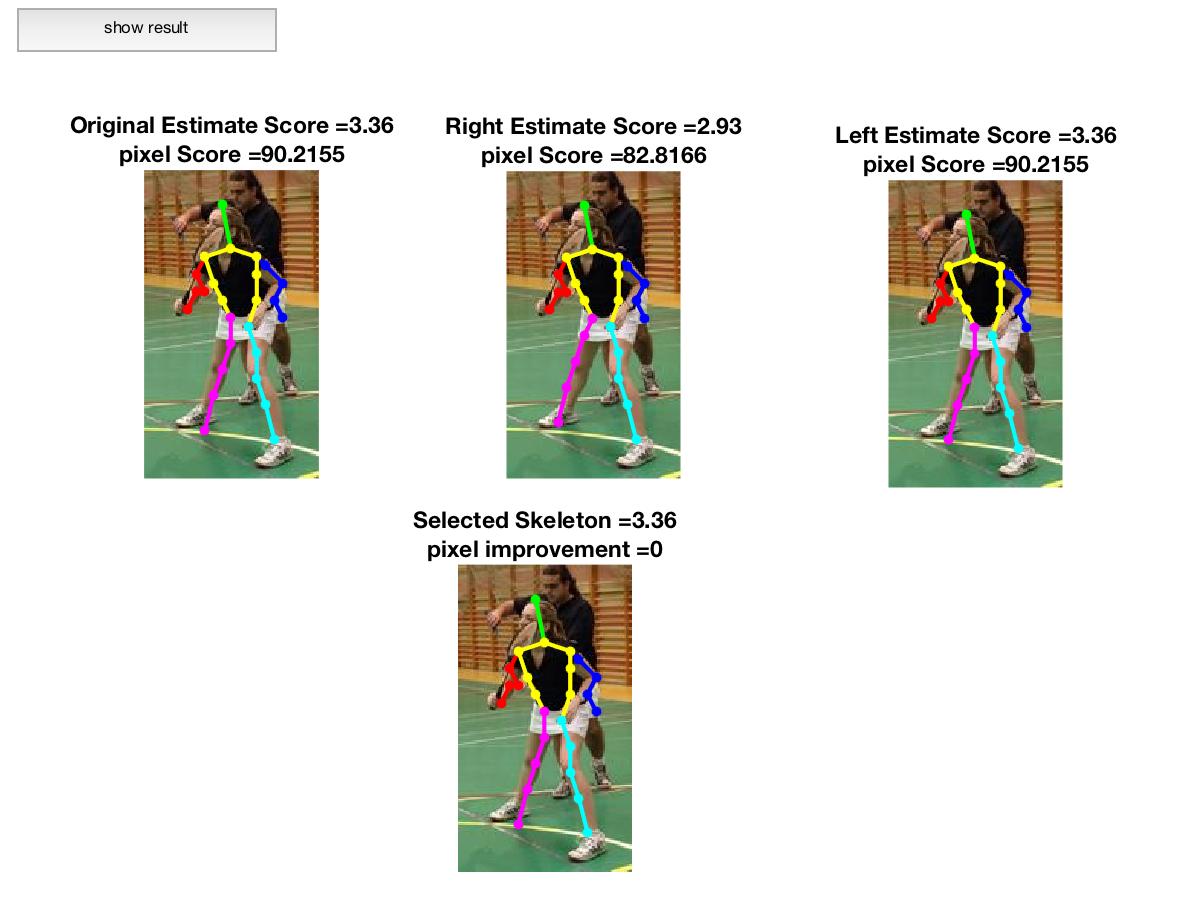 show result
Original Estimate Score =3.36
pixel Score =90.2155
Right Estimate Score =2.93
pixel Score =82.8166
Left Estimate Score =3.36
pixel Score =90.2155
Selected Skeleton =3.36
pixel improvement =0